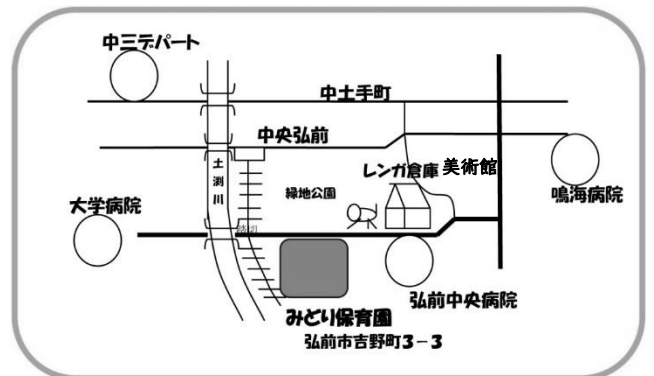 中三デパート
中土手町
中央弘前
土渕川
レンガ倉庫 美術館
緑地公園
鳴海病院
大学病院
踏切
弘前中央病院
みどり保育園
弘前市吉野町3-3